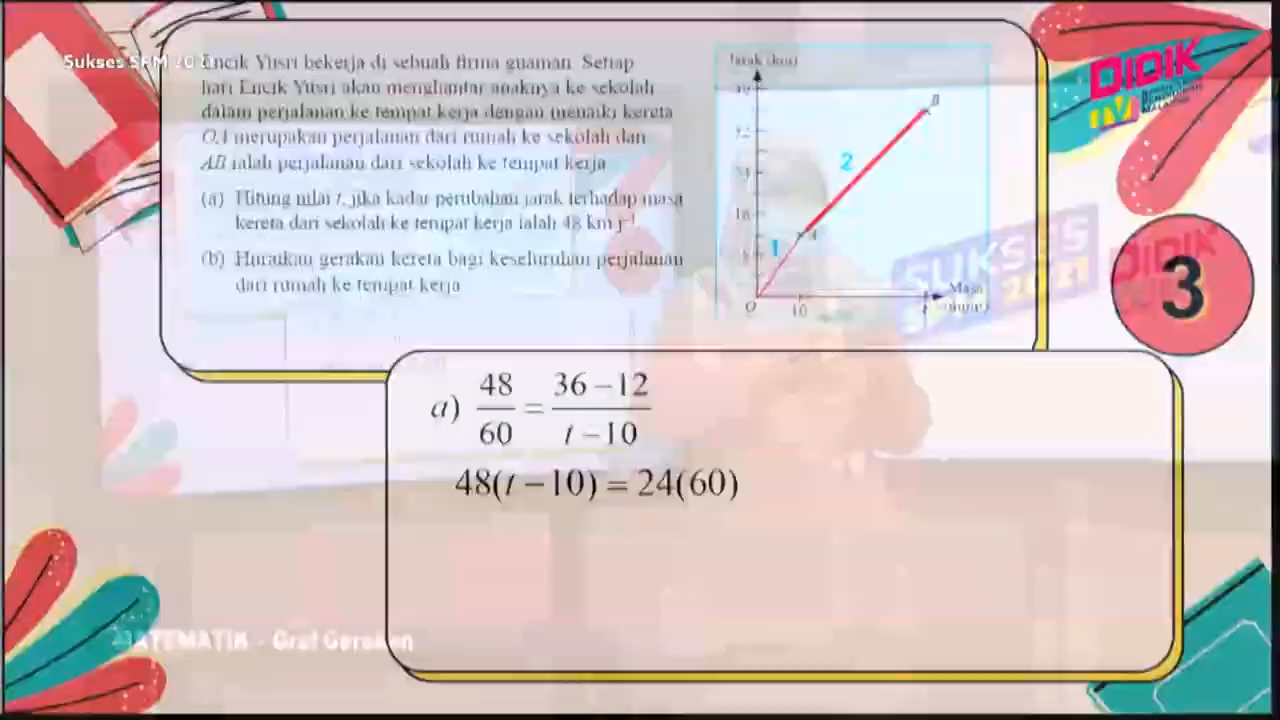 Sukses SPM 2021
Encik Yusri bekerja di sebuah firma guaman. Setiap
hari Encik Yusri akan menghantar anaknya ke sekolah
dalam perjalanan ke tempat kerja dengan menaiki kereta
OA merupakan perjalanan dari rumah ke sekolah dan
AB ialah perjalanan dari sekolah ke tempat kerja
(a) Hitung nilai t, jika kadar perubahan jarak terhadap masa
kereta dari sekolah ke tempat kerja ialah 48 km j⁻¹
(b) Huraikan gerakan kereta bagi keseluruhan perjalanan
dari rumah ke tempat kerja
Jarak (km)
B
2
A
1
O
10
t
Masa
(minit)
DIDIK
TV
KEMENTERIAN
PENDIDIKAN
MALAYSIA
SUKSES
2021
DIDIK
3
a) 48/60 = 36 – 12/t – 10
48(t – 10) = 24(60)
MATEMATIK - Graf Gerakan